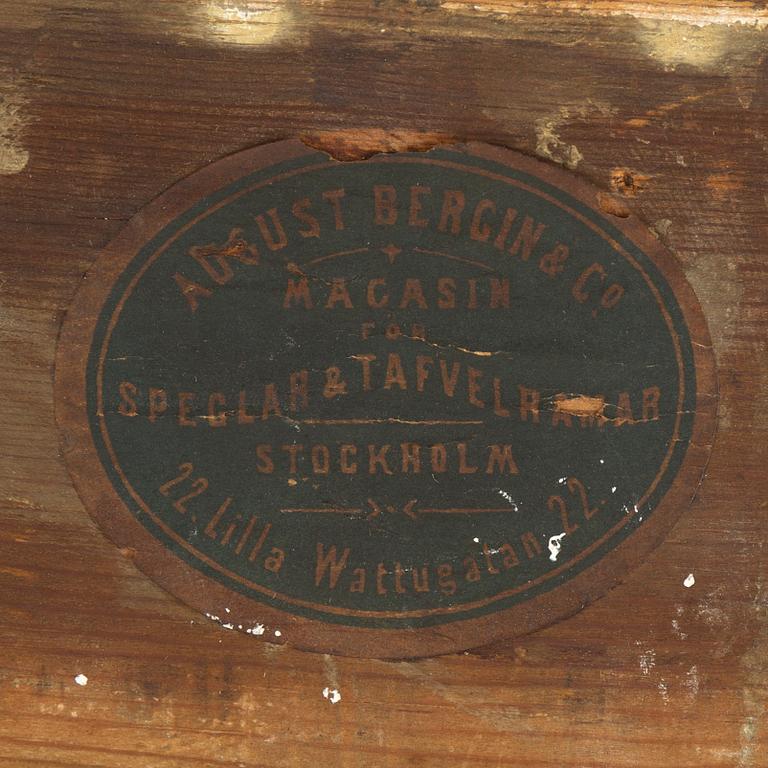 AUGUST BERGIN & Co.
MAGASIN
FÖR
SPEGLAR & TAFVELRAMAR
STOCKHOLM
22. Lilla Wattugatan 22.